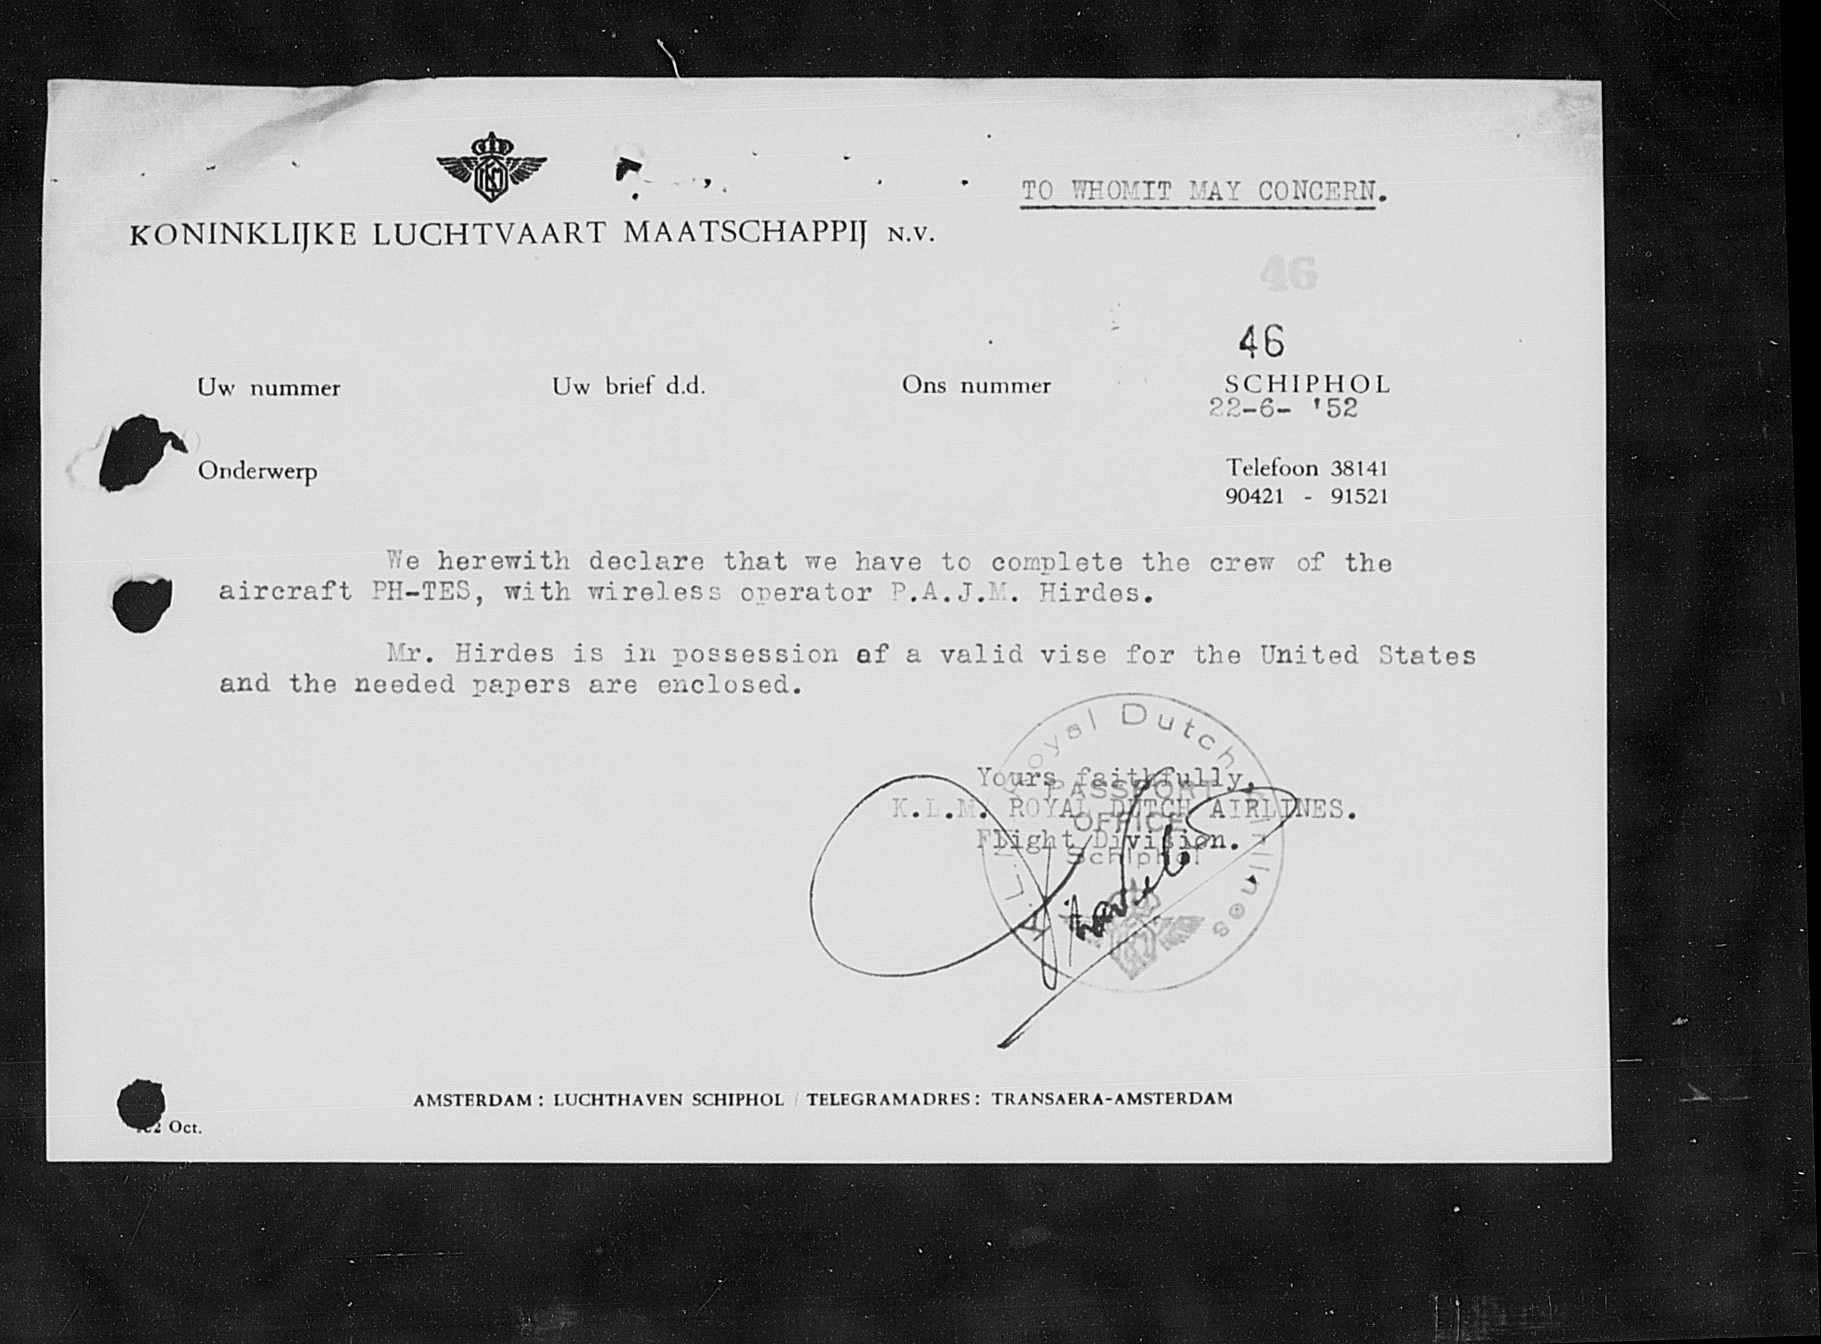 TO WHOMIT MAY CONCERN.
KONINKLIJKE LUCHTVAART MAATSCHAPPIJ N.V.
46
46
Uw nummer Uw brief d.d. Ons nummer SCHIPHOL
22-6- '52
Onderwerp
Telefoon 38141
90421 - 91521
We herewith declare that we have to complete the crew of the
aircraft PH-TES, with wireless operator P.A.J.M. Hirdes.
Mr. Hirdes is in possession of a valid vise for the United States
and the needed papers are enclosed.
Yours faithfully,
K.L.M. ROYAL DUTCH AIRLINES.
Flight Division.
K.L.M. Royal Dutch Airlines
PASSPORT
OFFICE
Schiphol
AMSTERDAM: LUCHTHAVEN SCHIPHOL / TELEGRAMADRES: TRANSAERA-AMSTERDAM
Oct.